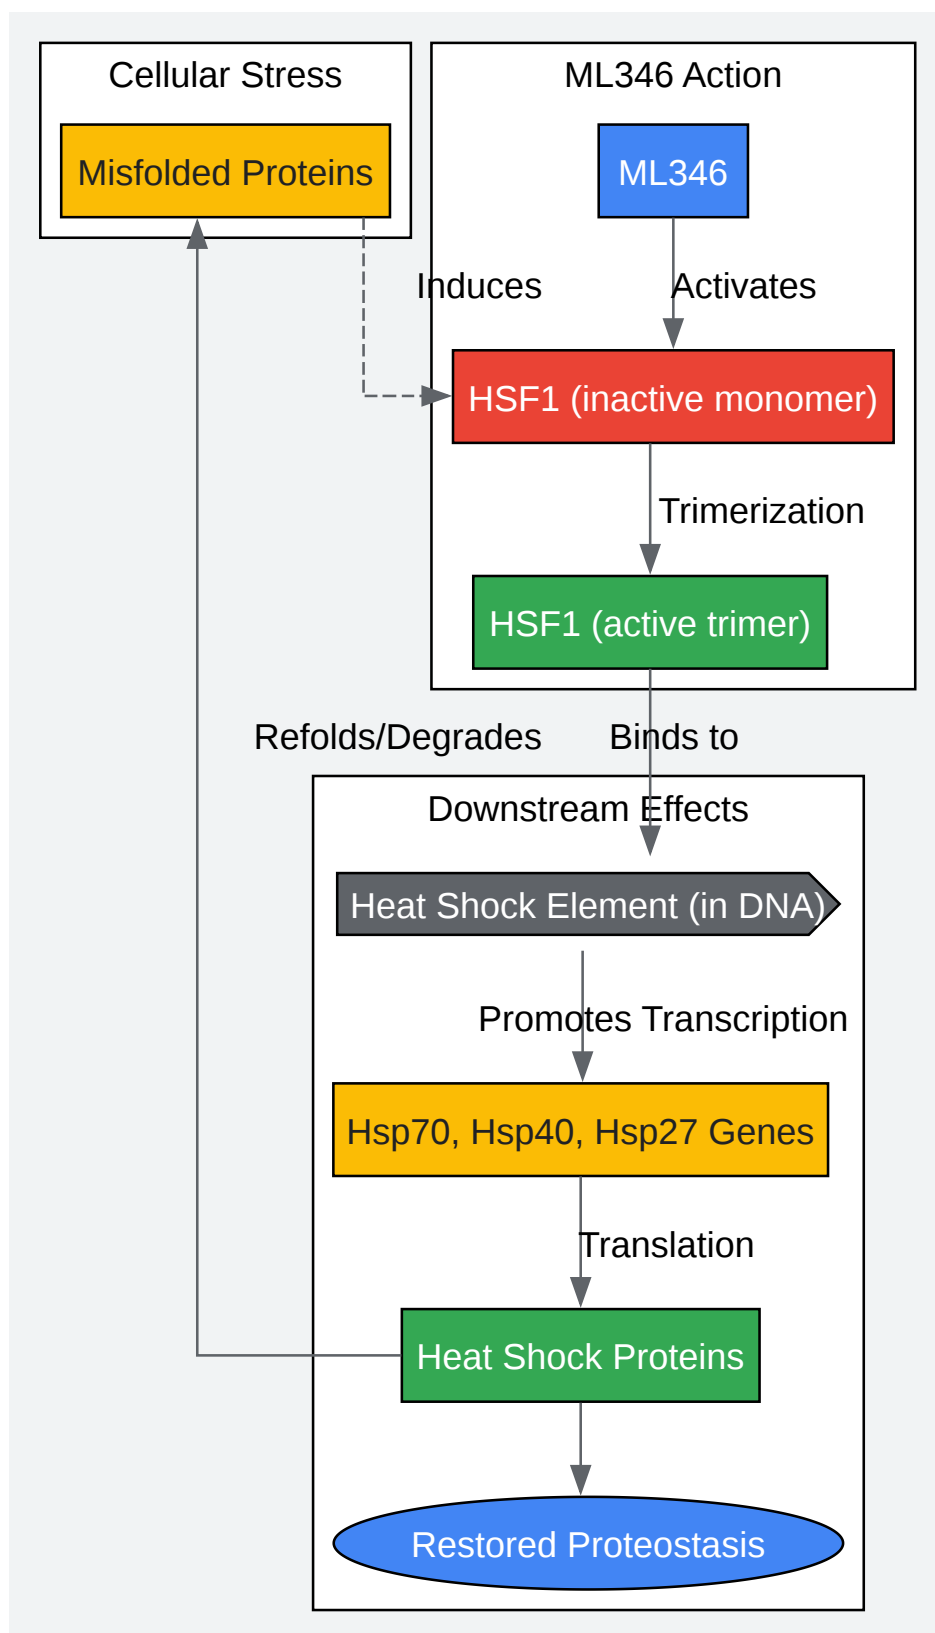 Cellular Stress
ML346 Action
Misfolded Proteins
ML346
Induces
Activates
HSF1 (inactive monomer)
Trimerization
HSF1 (active trimer)
Refolds/Degrades
Binds to
Downstream Effects
Heat Shock Element (in DNA)
Promotes Transcription
Hsp70, Hsp40, Hsp27 Genes
Translation
Heat Shock Proteins
Restored Proteostasis